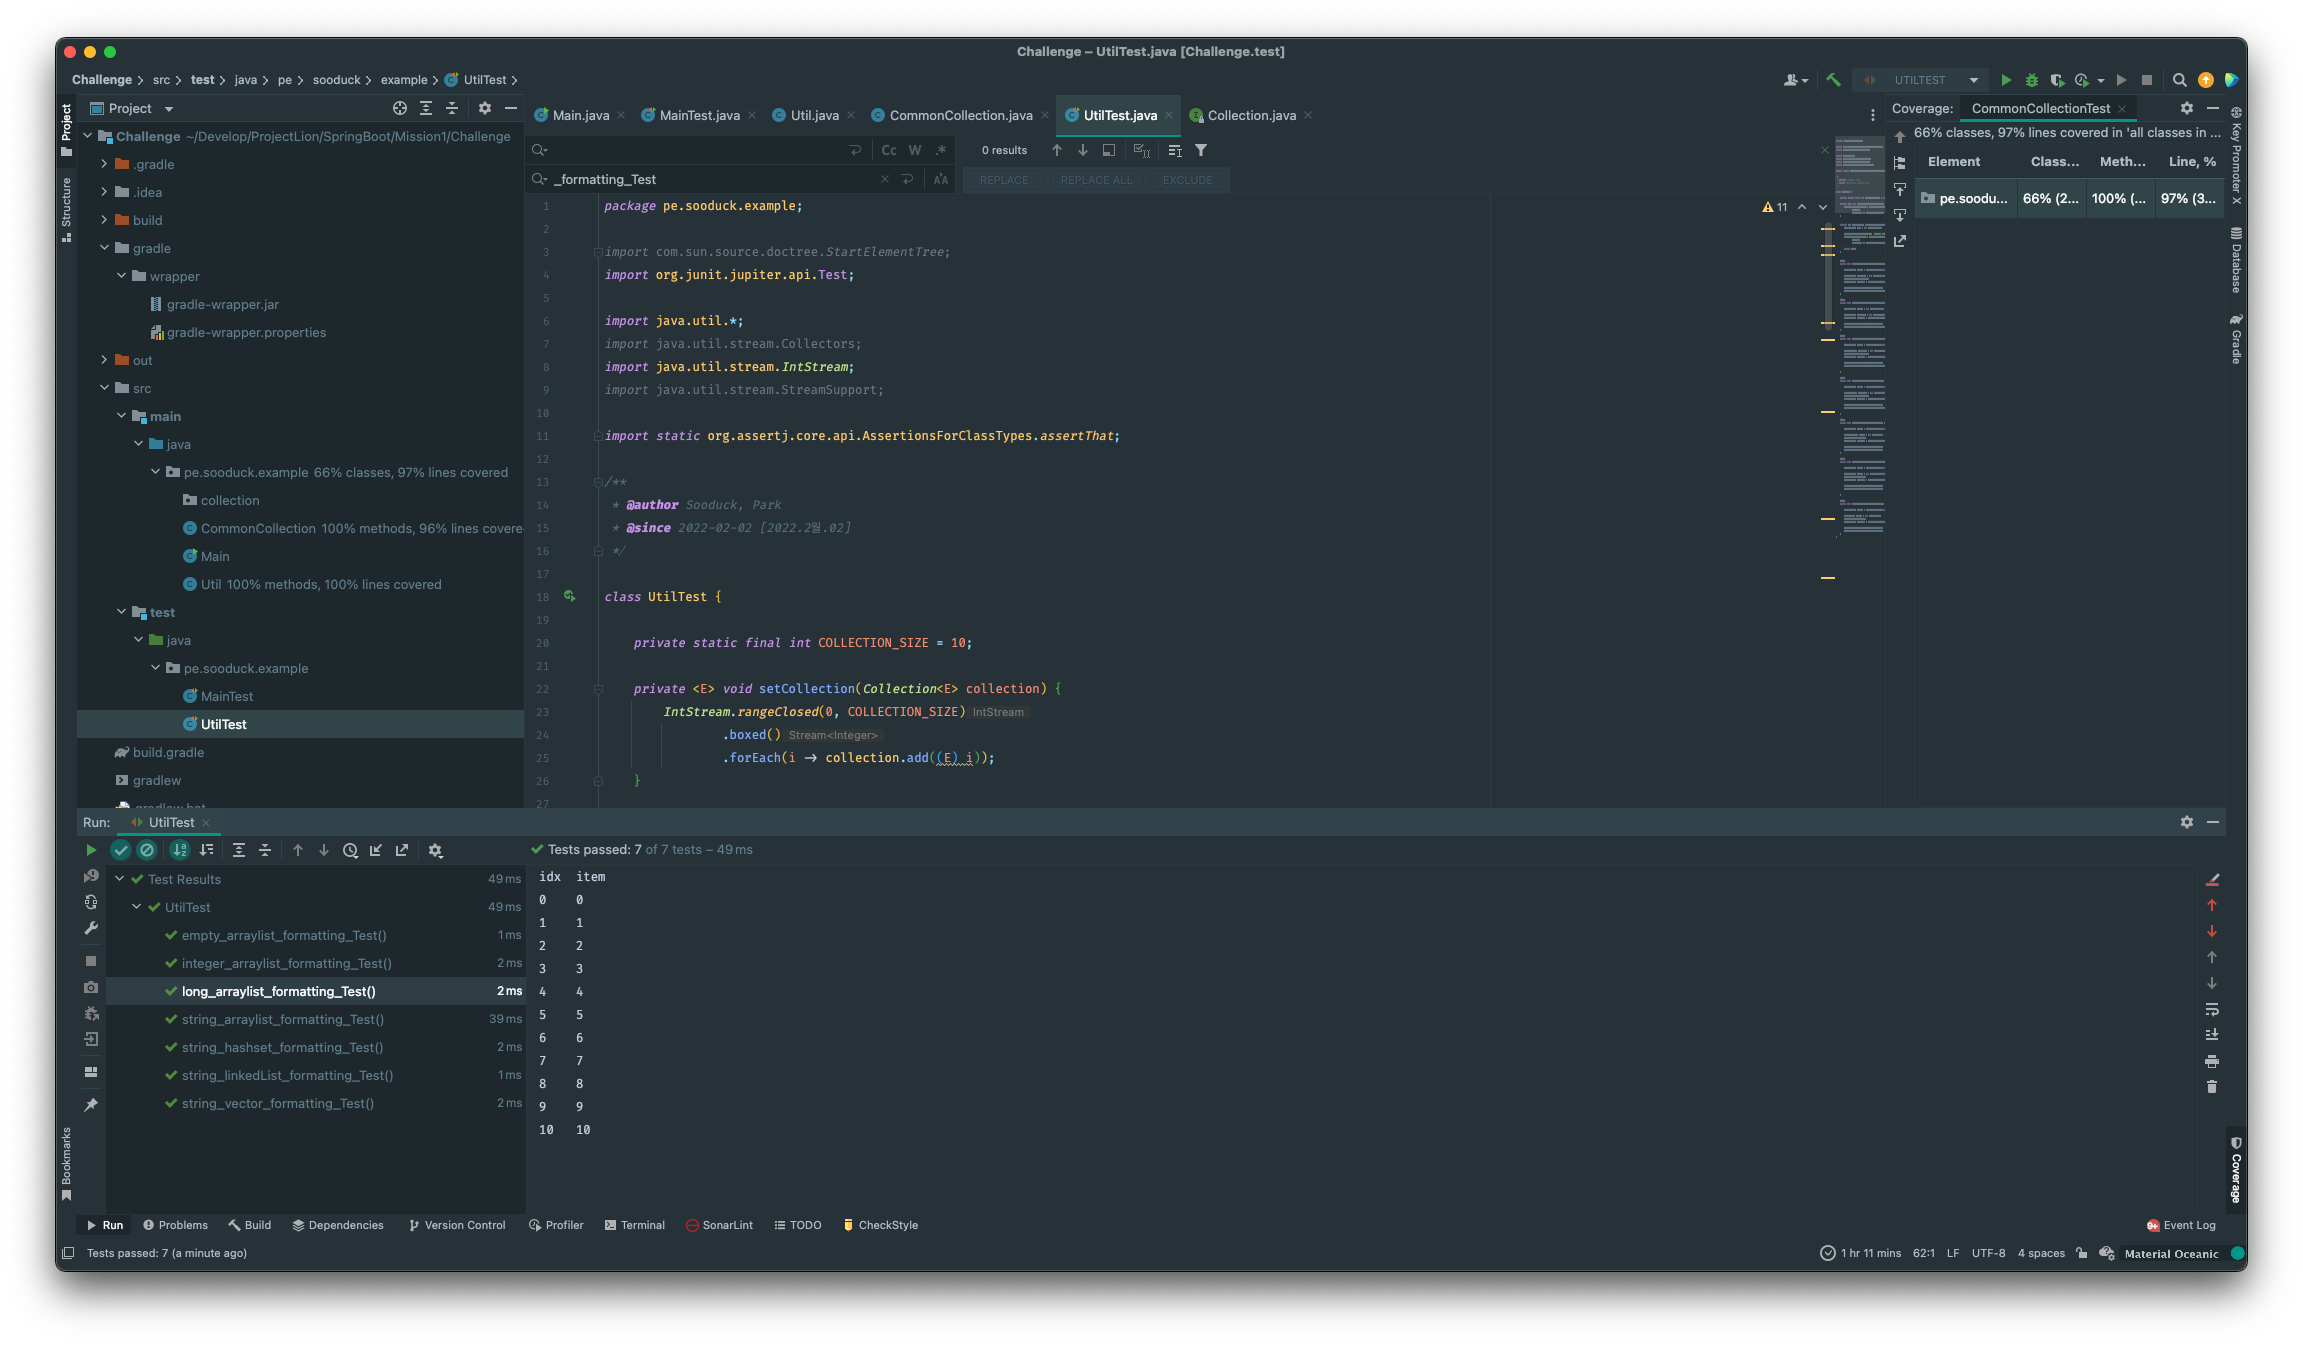 Challenge – UtilTest.java [Challenge.test]
Challenge > src > test > java > pe > sooduck > example > UtilTest >
UTILTEST
Project
Main.java
MainTest.java
Util.java
CommonCollection.java
UtilTest.java
Collection.java
Coverage: CommonCollectionTest
66% classes, 97% lines covered in 'all classes in ...
Element Class... Meth... Line, %
pe.soodu... 66% (2... 100% (... 97% (3...
Project
Structure
Bookmarks
Key Promoter X
Database
Gradle
Coverage
Challenge ~/Develop/ProjectLion/SpringBoot/Mission1/Challenge
.gradle
.idea
build
gradle
wrapper
gradle-wrapper.jar
gradle-wrapper.properties
out
src
main
java
pe.sooduck.example 66% classes, 97% lines covered
collection
CommonCollection 100% methods, 96% lines covere
Main
Util 100% methods, 100% lines covered
test
java
pe.sooduck.example
MainTest
UtilTest
build.gradle
gradlew
gradlew.bat
Cc W .* 0 results
_formatting_Test
REPLACE REPLACE ALL EXCLUDE
11
1 package pe.sooduck.example;
2
3 import com.sun.source.doctree.StartElementTree;
4 import org.junit.jupiter.api.Test;
5
6 import java.util.*;
7 import java.util.stream.Collectors;
8 import java.util.stream.IntStream;
9 import java.util.stream.StreamSupport;
10
11 import static org.assertj.core.api.AssertionsForClassTypes.assertThat;
12
13 /**
14 * @author Sooduck, Park
15 * @since 2022-02-02 [2022.2월.02]
16 */
17
18 class UtilTest {
19
20 private static final int COLLECTION_SIZE = 10;
21
22 private <E> void setCollection(Collection<E> collection) {
23 IntStream.rangeClosed(0, COLLECTION_SIZE) IntStream
24 .boxed() Stream<Integer>
25 .forEach(i → collection.add((E) i));
26 }
27
Run: UtilTest
Tests passed: 7 of 7 tests – 49 ms
Test Results 49 ms
UtilTest 49 ms
empty_arraylist_formatting_Test() 1 ms
integer_arraylist_formatting_Test() 2 ms
long_arraylist_formatting_Test() 2 ms
string_arraylist_formatting_Test() 39 ms
string_hashset_formatting_Test() 2 ms
string_linkedList_formatting_Test() 1 ms
string_vector_formatting_Test() 2 ms
idx item
0 0
1 1
2 2
3 3
4 4
5 5
6 6
7 7
8 8
9 9
10 10
Run Problems Build Dependencies Version Control Profiler Terminal SonarLint TODO CheckStyle
9+ Event Log
Tests passed: 7 (a minute ago)
1 hr 11 mins 62:1 LF UTF-8 4 spaces Material Oceanic